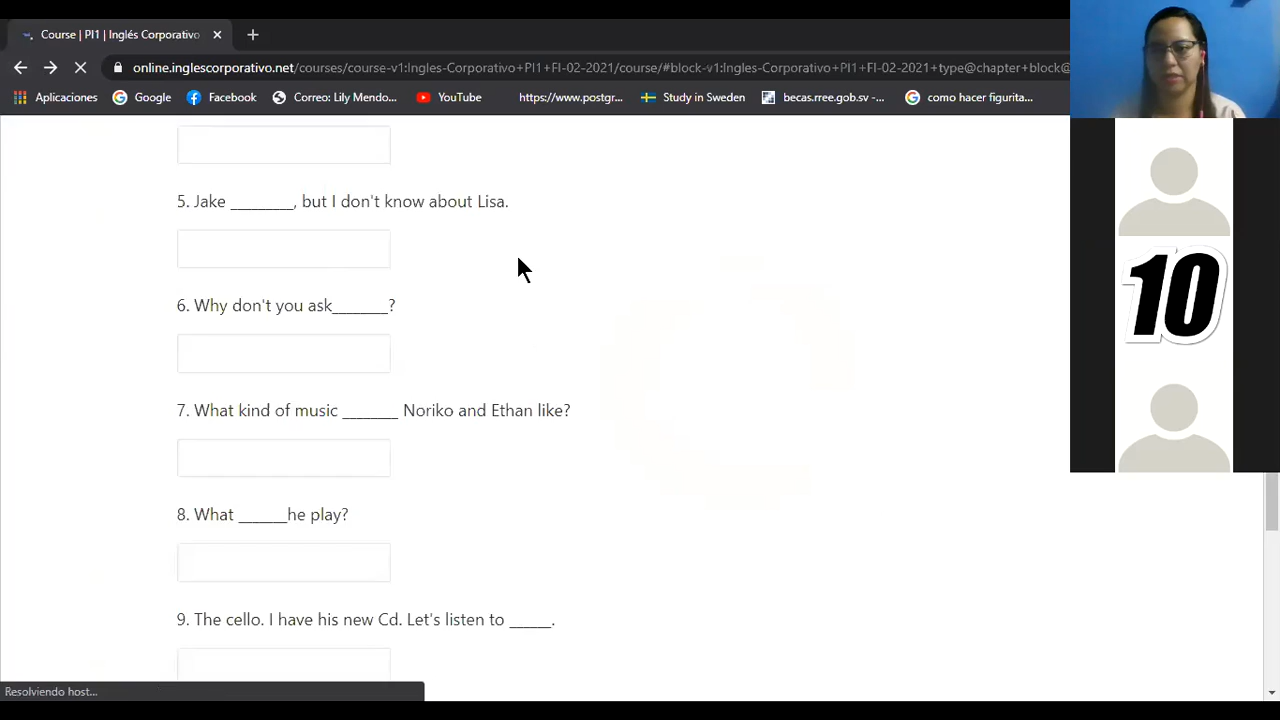 Course | PI1 | Inglés Corporativo
online.inglescorporativo.net/courses/course-v1:Ingles-Corporativo+PI1+FI-02-2021/course/#block-v1:Ingles-Corporativo+PI1+FI-02-2021+type@chapter+block@
Aplicaciones Google Facebook Correo: Lily Mendo... YouTube https://www.postgr... Study in Sweden becas.rree.gob.sv -... como hacer figurita...
5. Jake _________, but I don't know about Lisa.
10
6. Why don't you ask_______?
7. What kind of music _______ Noriko and Ethan like?
8. What ______he play?
9. The cello. I have his new Cd. Let's listen to _____.
Resolviendo host...